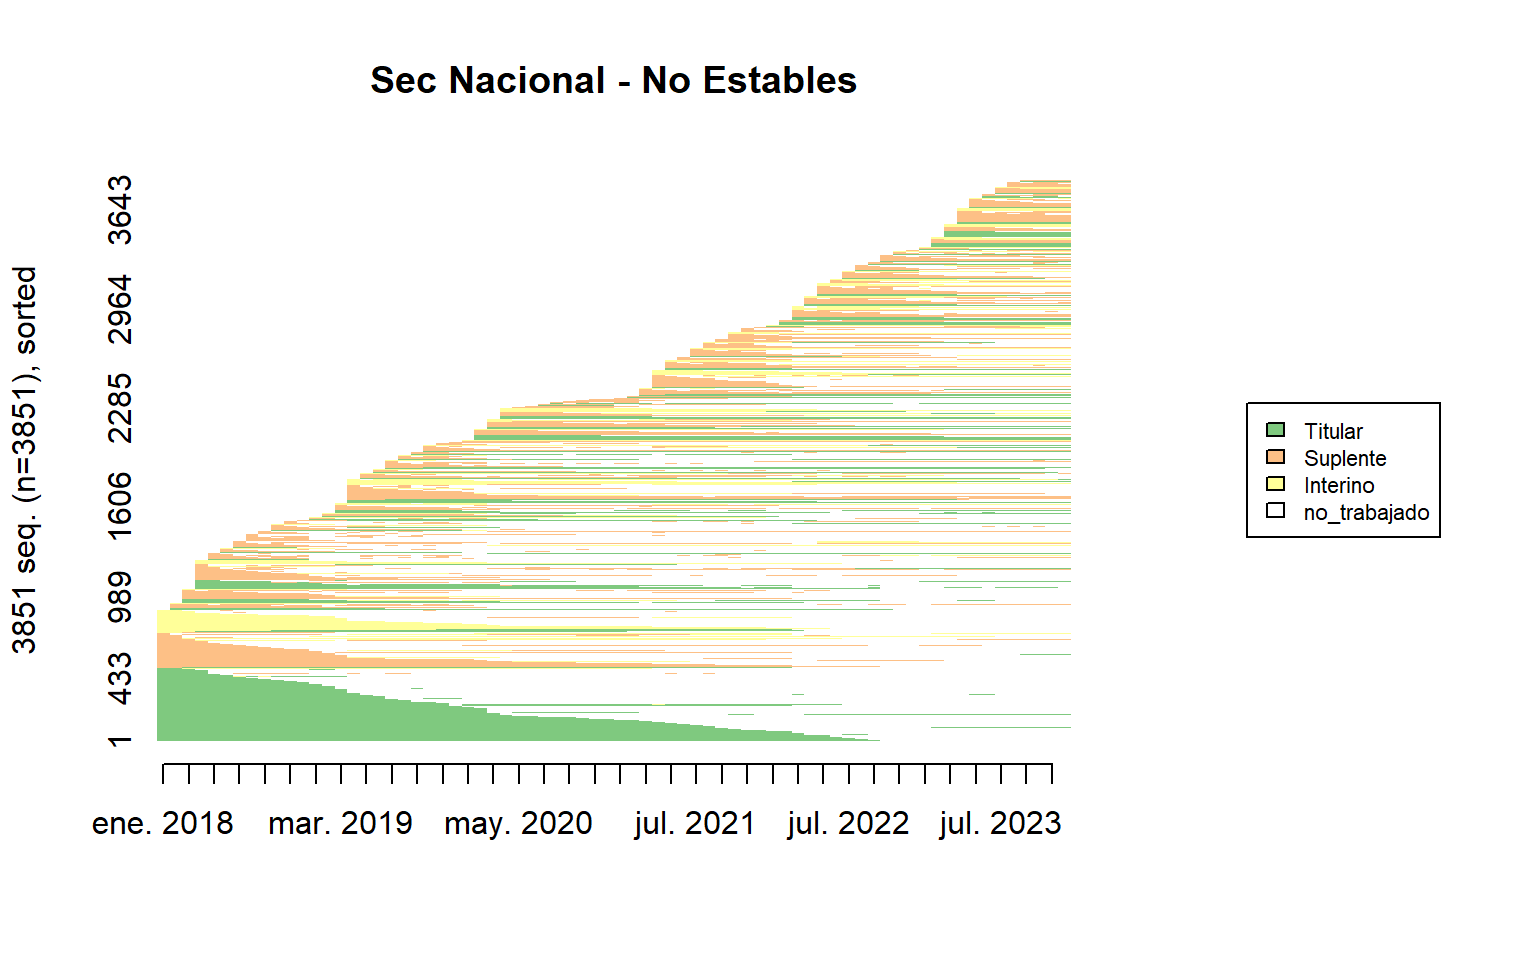 Sec Nacional - No Estables
3851 seq. (n=3851), sorted
3643
2964
2285
1606
989
433
1
ene. 2018 mar. 2019 may. 2020 jul. 2021 jul. 2022 jul. 2023
Titular
Suplente
Interino
no_trabajado